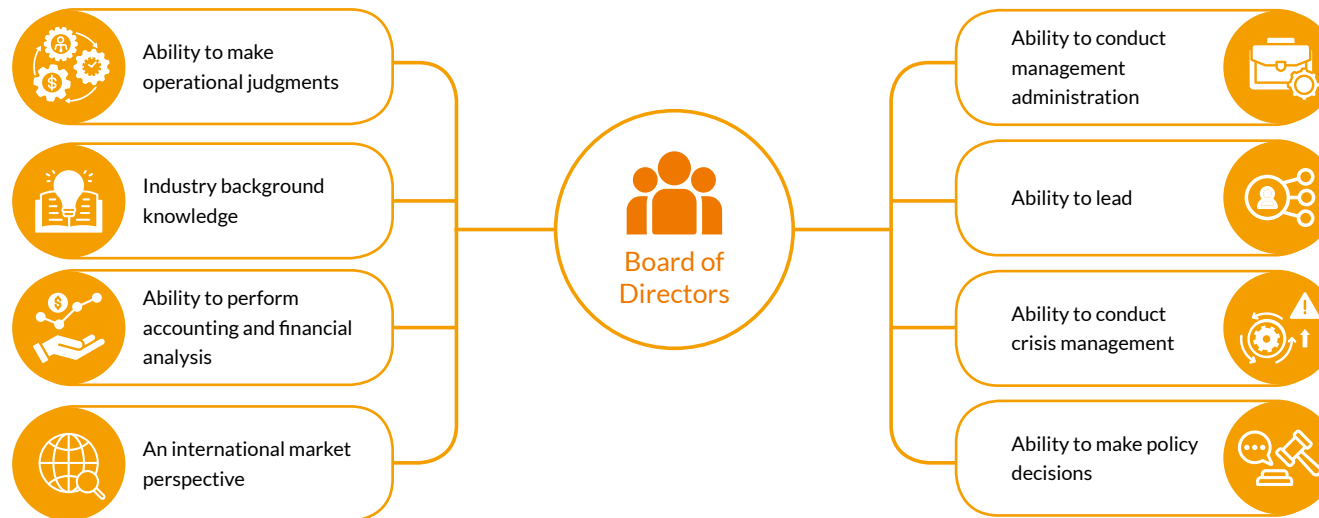 Ability to make
operational judgments
Industry background
knowledge
Ability to perform
accounting and financial
analysis
An international market
perspective
Board of
Directors
Ability to conduct
management
administration
Ability to lead
Ability to conduct
crisis management
Ability to make policy
decisions